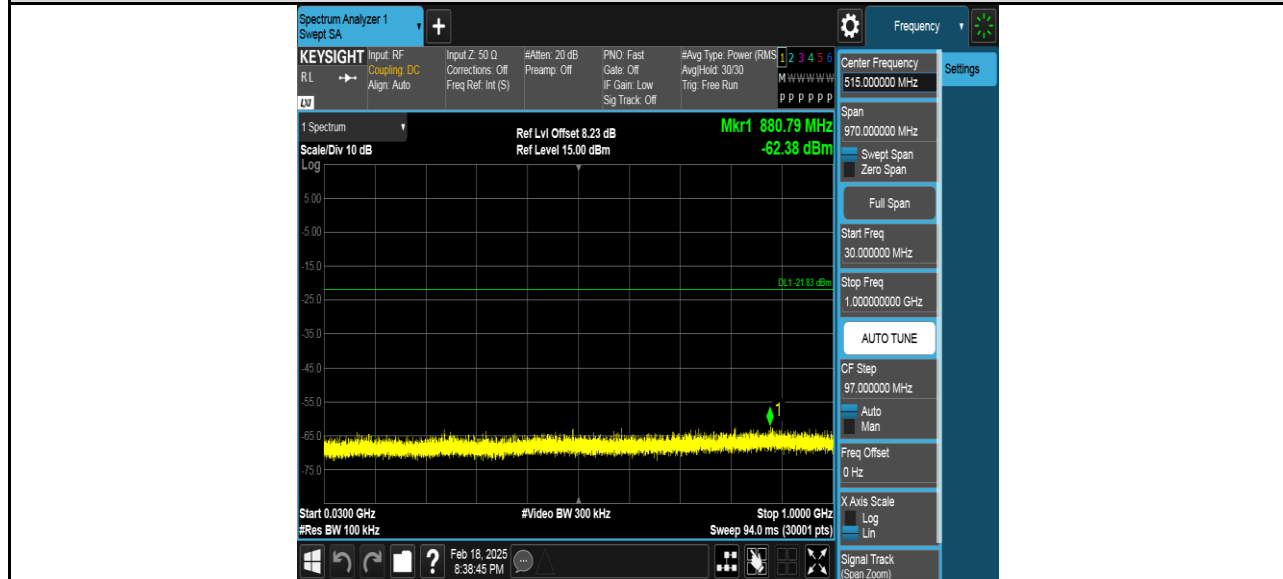 Spectrum Analyzer 1
Swept SA
+
Frequency
KEYSIGHT
RL
LXI
Input: RF
Coupling: DC
Align: Auto
Input Z: 50 Ω
Corrections: Off
Freq Ref: Int (S)
#Atten: 20 dB
Preamp: Off
PNO: Fast
Gate: Off
IF Gain: Low
Sig Track: Off
#Avg Type: Power (RMS
Avg|Hold: 30/30
Trig: Free Run
1 2 3 4 5 6
M W W W W W
P P P P P P
1 Spectrum
Scale/Div 10 dB
Ref Lvl Offset 8.23 dB
Ref Level 15.00 dBm
Mkr1 880.79 MHz
-62.38 dBm
Log
5.00
-5.00
-15.0
DL1 -21.83 dBm
-25.0
-35.0
-45.0
-55.0
1
-65.0
-75.0
Start 0.0300 GHz
#Res BW 100 kHz
#Video BW 300 kHz
Stop 1.0000 GHz
Sweep 94.0 ms (30001 pts)
?
Feb 18, 2025
8:38:45 PM
Center Frequency
515.000000 MHz
Settings
Span
970.000000 MHz
Swept Span
Zero Span
Full Span
Start Freq
30.000000 MHz
Stop Freq
1.000000000 GHz
AUTO TUNE
CF Step
97.000000 MHz
Auto
Man
Freq Offset
0 Hz
X Axis Scale
Log
Lin
Signal Track
(Span Zoom)